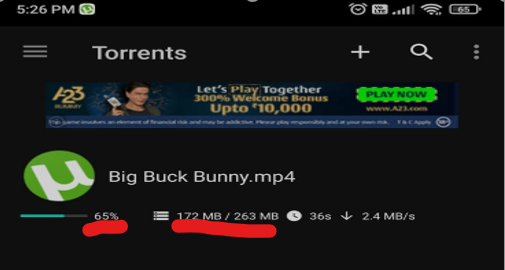 5:26 PM 65
Torrents
A23
RUMMY
Let's Play Together
300% Welcome Bonus
Upto ₹10,000
PLAY NOW
www.A23.com
This game involves an element of financial risk and may be addictive. Please play responsibly and at your own risk. T & C Apply 18+
Big Buck Bunny.mp4
65% 172 MB / 263 MB 36s 2.4 MB/s